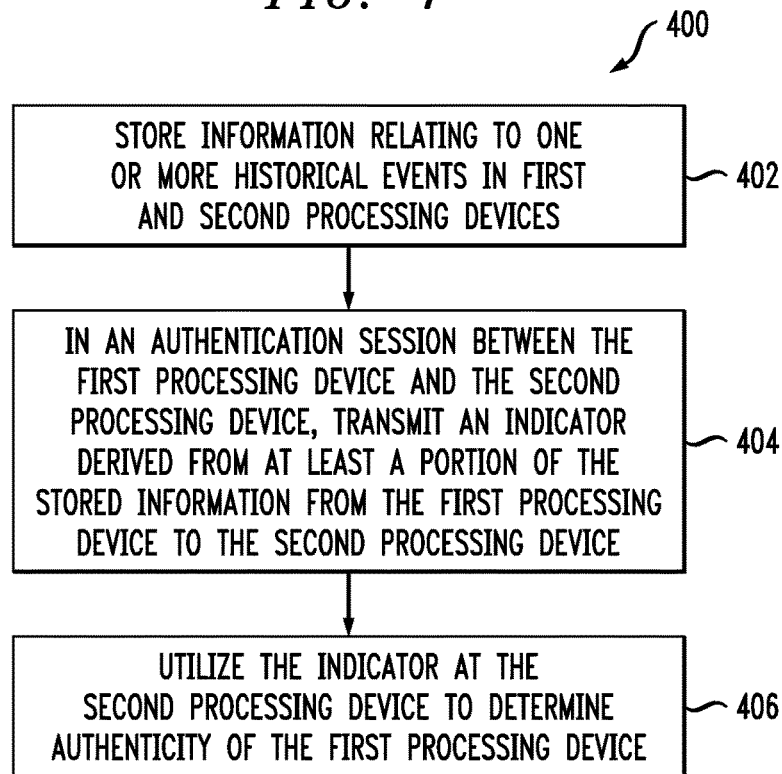 400
STORE INFORMATION RELATING TO ONE
OR MORE HISTORICAL EVENTS IN FIRST
AND SECOND PROCESSING DEVICES
402
IN AN AUTHENTICATION SESSION BETWEEN THE
FIRST PROCESSING DEVICE AND THE SECOND
PROCESSING DEVICE, TRANSMIT AN INDICATOR
DERIVED FROM AT LEAST A PORTION OF THE
STORED INFORMATION FROM THE FIRST PROCESSING
DEVICE TO THE SECOND PROCESSING DEVICE
404
UTILIZE THE INDICATOR AT THE
SECOND PROCESSING DEVICE TO DETERMINE
AUTHENTICITY OF THE FIRST PROCESSING DEVICE
406